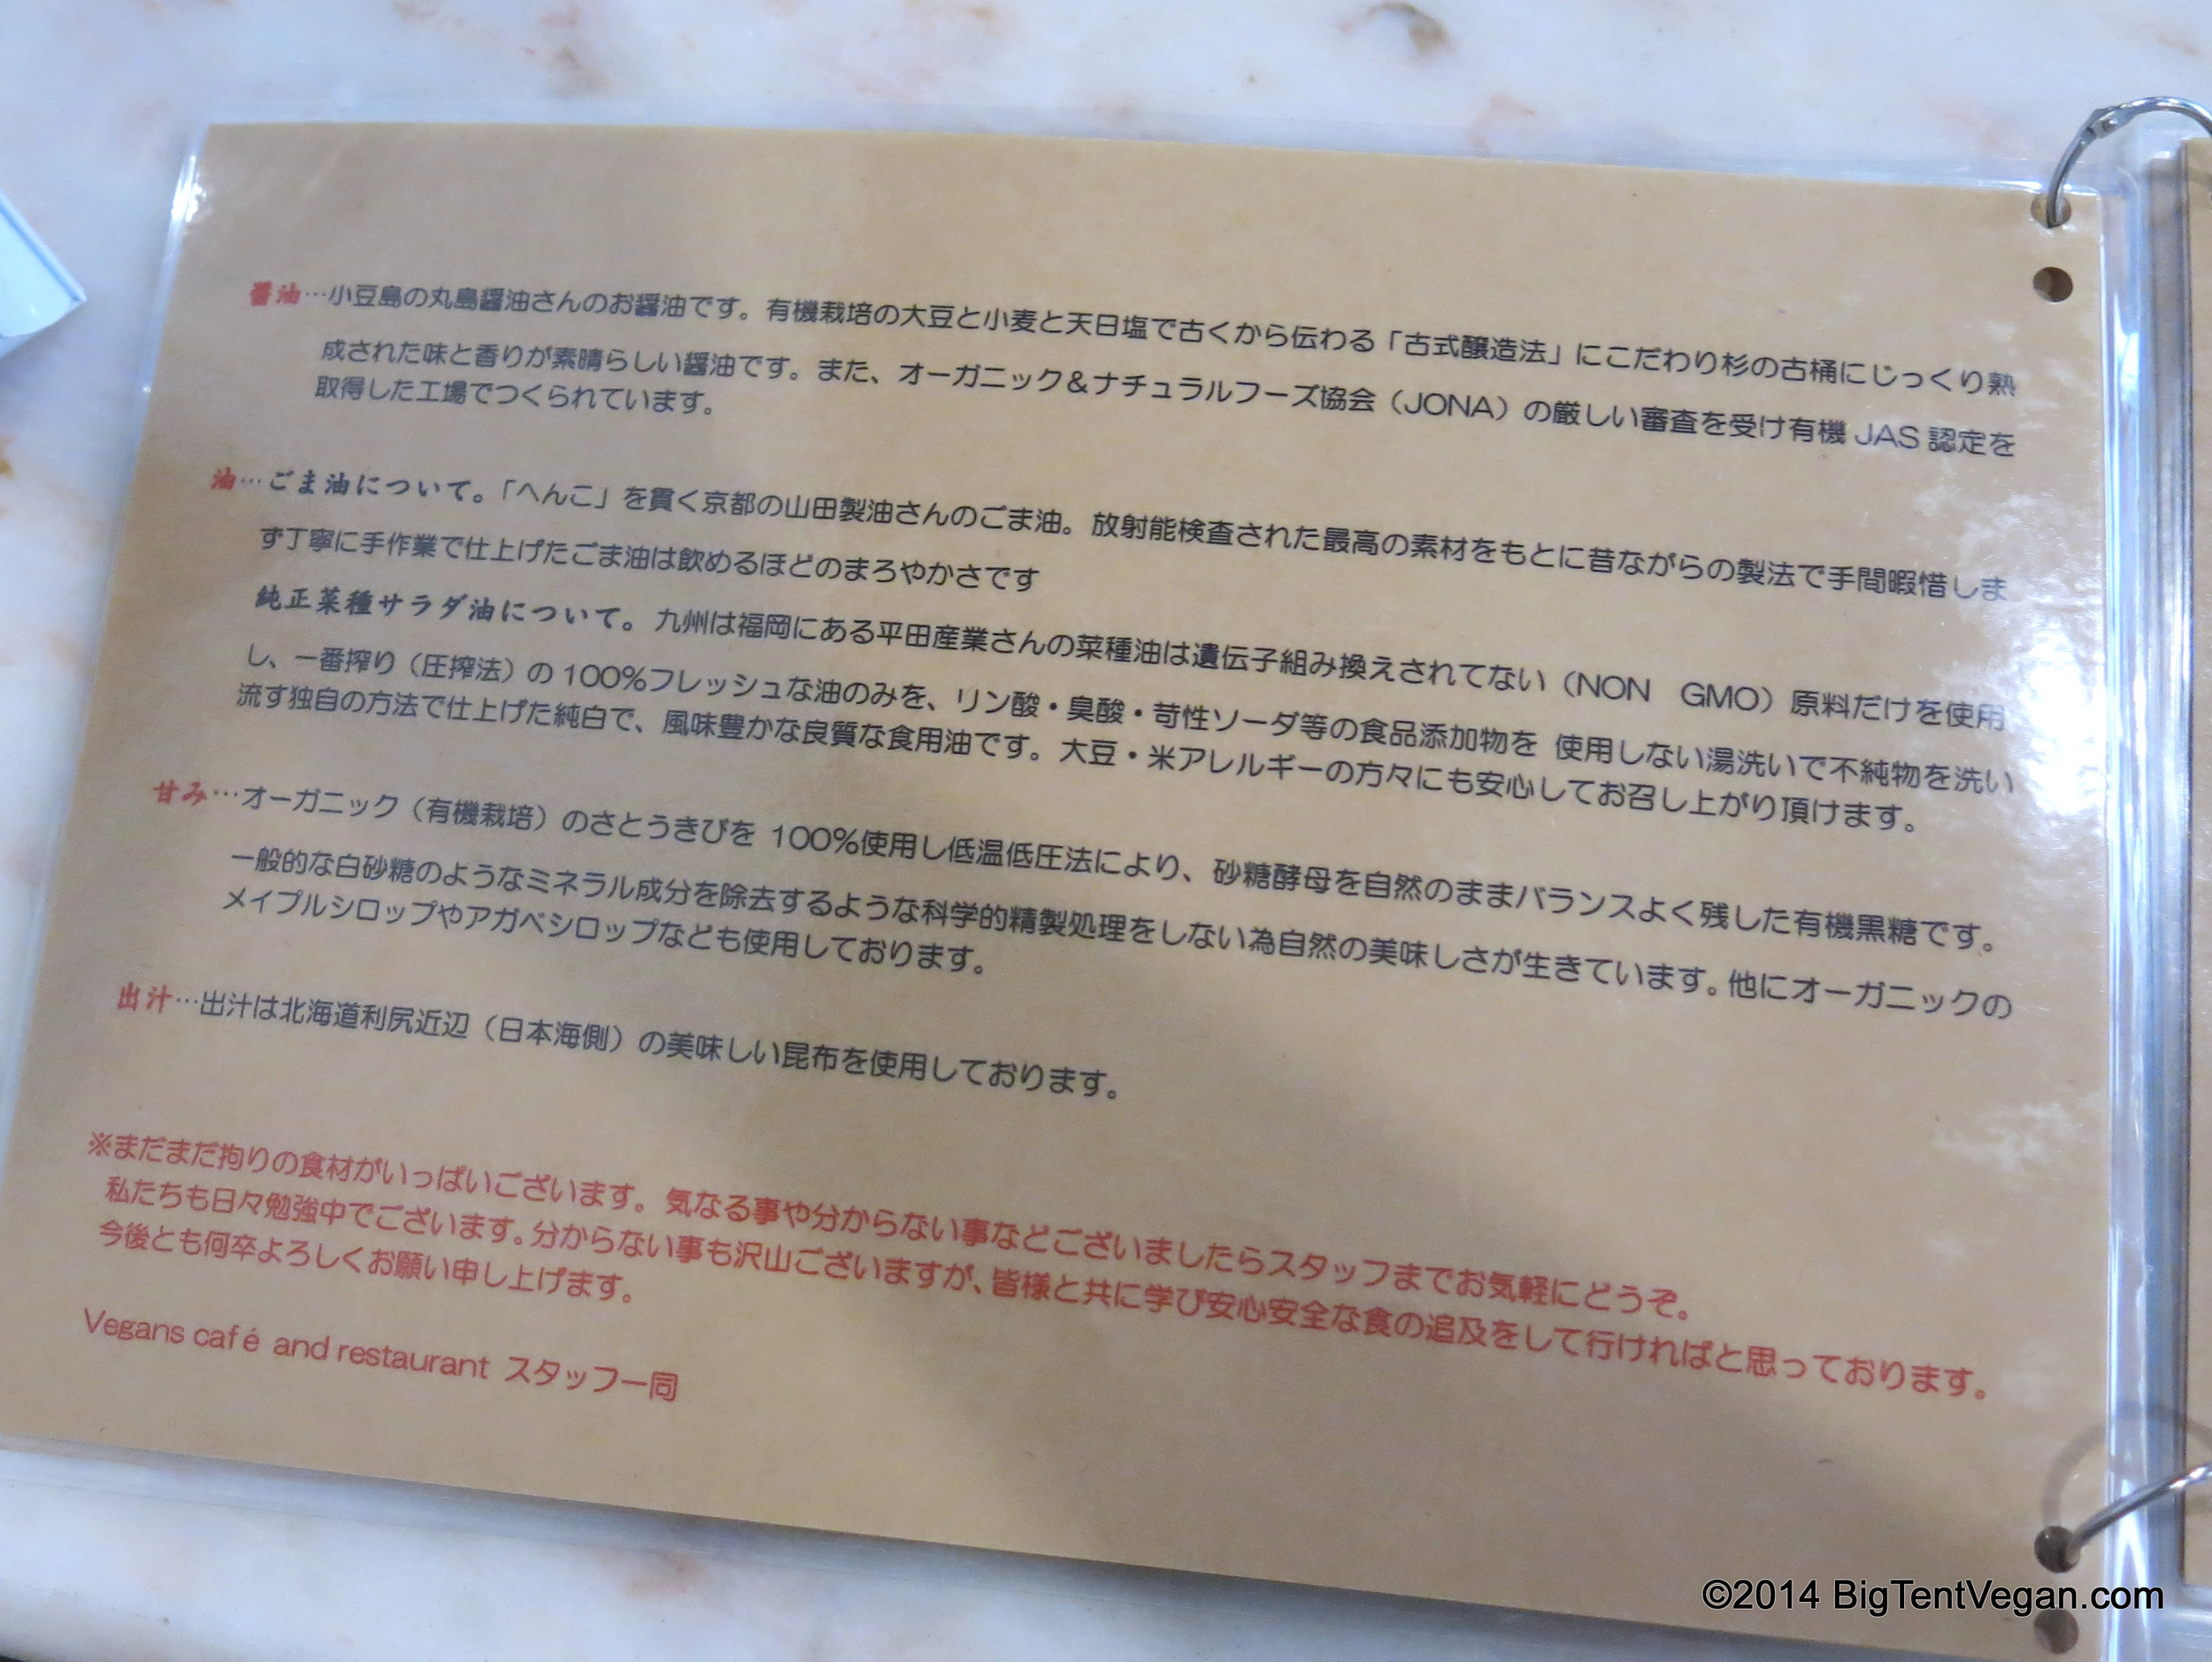 醤油…小豆島の丸島醤油さんのお醤油です。有機栽培の大豆と小麦と天日塩で古くから伝わる「古式醸造法」にこだわり杉の古桶にじっくり熟
成された味と香りが素晴らしい醤油です。また、オーガニック&ナチュラルフーズ協会（JONA）の厳しい審査を受け有機 JAS 認定を
取得した工場でつくられています。
油…ごま油について。「へんこ」を貫く京都の山田製油さんのごま油。放射能検査された最高の素材をもとに昔ながらの製法で手間暇惜しま
ず丁寧に手作業で仕上げたごま油は飲めるほどのまろやかさです
純正菜種サラダ油について。九州は福岡にある平田産業さんの菜種油は遺伝子組み換えされてない（NON　GMO）原料だけを使用
し、一番搾り（圧搾法）の 100%フレッシュな油のみを、リン酸・臭酸・苛性ソーダ等の食品添加物を 使用しない湯洗いで不純物を洗い
流す独自の方法で仕上げた純白で、風味豊かな良質な食用油です。大豆・米アレルギーの方々にも安心してお召し上がり頂けます。
甘み…オーガニック（有機栽培）のさとうきびを 100%使用し低温低圧法により、砂糖酵母を自然のままバランスよく残した有機黒糖です。
一般的な白砂糖のようなミネラル成分を除去するような科学的精製処理をしない為自然の美味しさが生きています。他にオーガニックの
メイプルシロップやアガベシロップなども使用しております。
出汁…出汁は北海道利尻近辺（日本海側）の美味しい昆布を使用しております。
※まだまだ拘りの食材がいっぱいございます。気なる事や分からない事などございましたらスタッフまでお気軽にどうぞ。
私たちも日々勉強中でございます。分からない事も沢山ございますが、皆様と共に学び安心安全な食の追及をして行ければと思っております。
今後とも何卒よろしくお願い申し上げます。
Vegans café and restaurant スタッフ一同
©2014 BigTentVegan.com